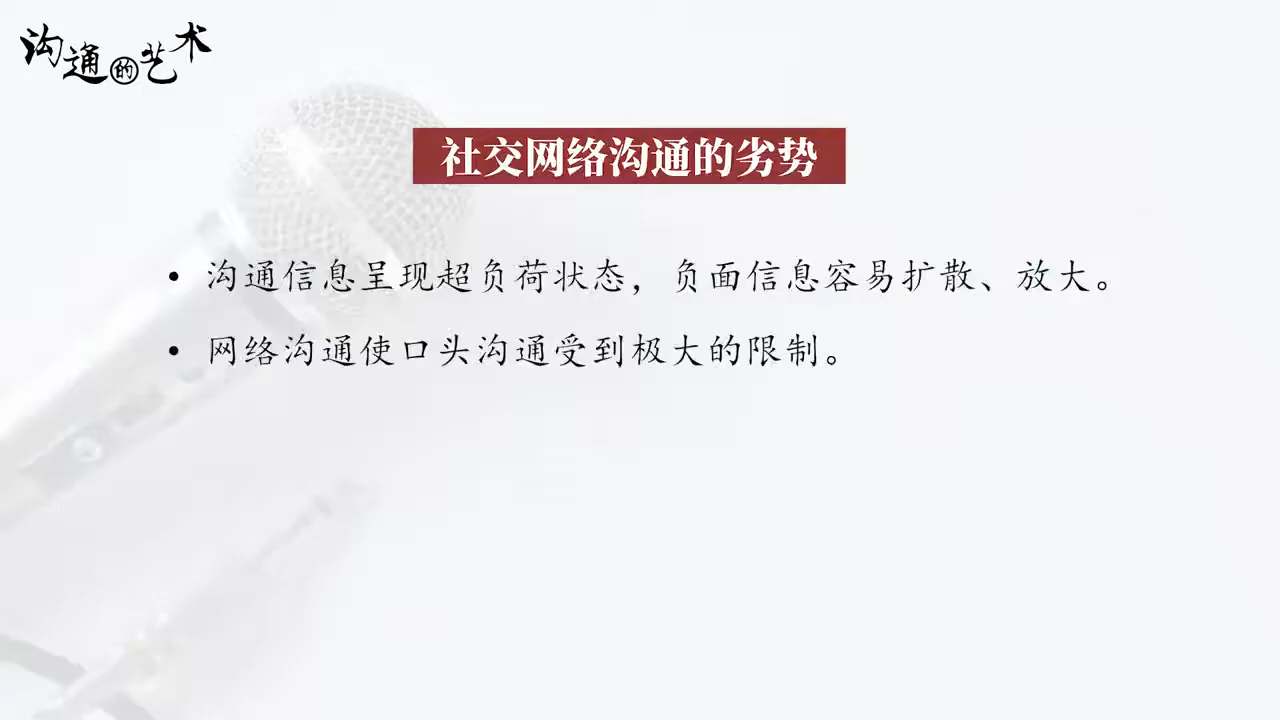 沟通的艺术
社交网络沟通的劣势
• 沟通信息呈现超负荷状态，负面信息容易扩散、放大。
• 网络沟通使口头沟通受到极大的限制。